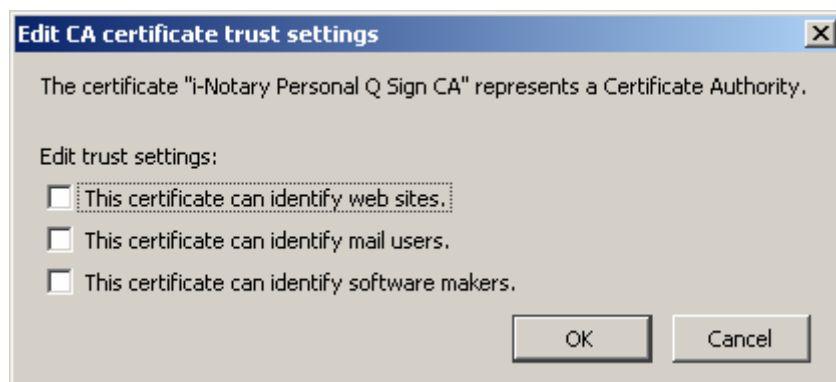 Edit CA certificate trust settings
The certificate "i-Notary Personal Q Sign CA" represents a Certificate Authority.
Edit trust settings:
This certificate can identify web sites.
This certificate can identify mail users.
This certificate can identify software makers.
OK Cancel